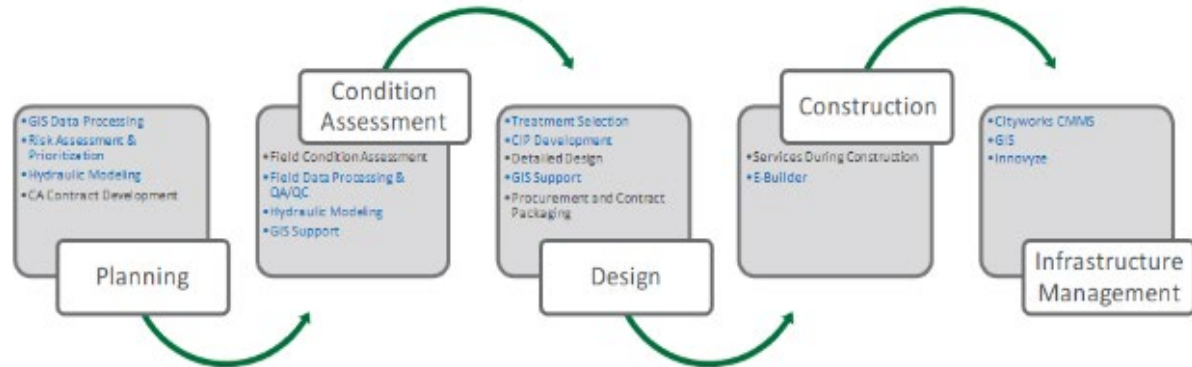 Planning
•GIS Data Processing
•Risk Assessment &
Prioritization
•Hydraulic Modeling
•CA Contract Development
Condition
Assessment
•Field Condition Assessment
•Field Data Processing &
QA/QC
•Hydraulic Modeling
•GIS Support
•Treatment Selection
•CIP Development
•Detailed Design
•GIS Support
•Procurement and Contract
Packaging
Design
Construction
•Services During Construction
•E-Builder
•Cityworks CMMS
•GIS
•Innovyze
Infrastructure
Management